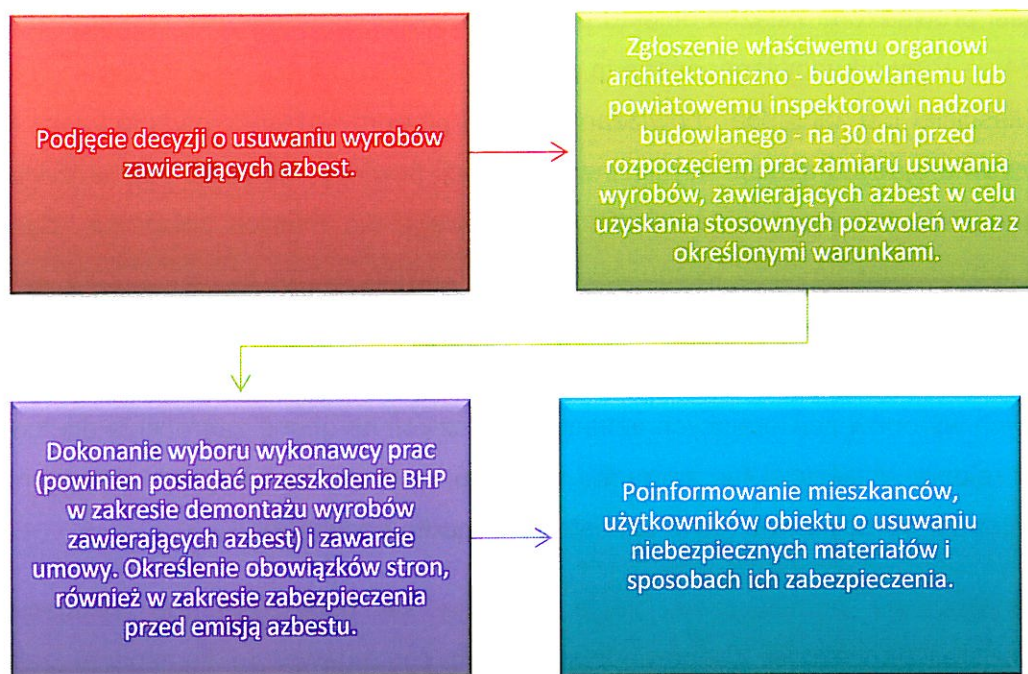 Podjęcie decyzji o usuwaniu wyrobów
zawierających azbest.
Zgłoszenie właściwemu organowi
architektoniczno - budowlanemu lub
powiatowemu inspektorowi nadzoru
budowlanego - na 30 dni przed
rozpoczęciem prac zamiaru usuwania
wyrobów, zawierających azbest w celu
uzyskania stosownych pozwoleń wraz z
określonymi warunkami.
Dokonanie wyboru wykonawcy prac
(powinien posiadać przeszkolenie BHP
w zakresie demontażu wyrobów
zawierających azbest) i zawarcie
umowy. Określenie obowiązków stron,
również w zakresie zabezpieczenia
przed emisją azbestu.
Poinformowanie mieszkanców,
użytkowników obiektu o usuwaniu
niebezpiecznych materiałów i
sposobach ich zabezpieczenia.